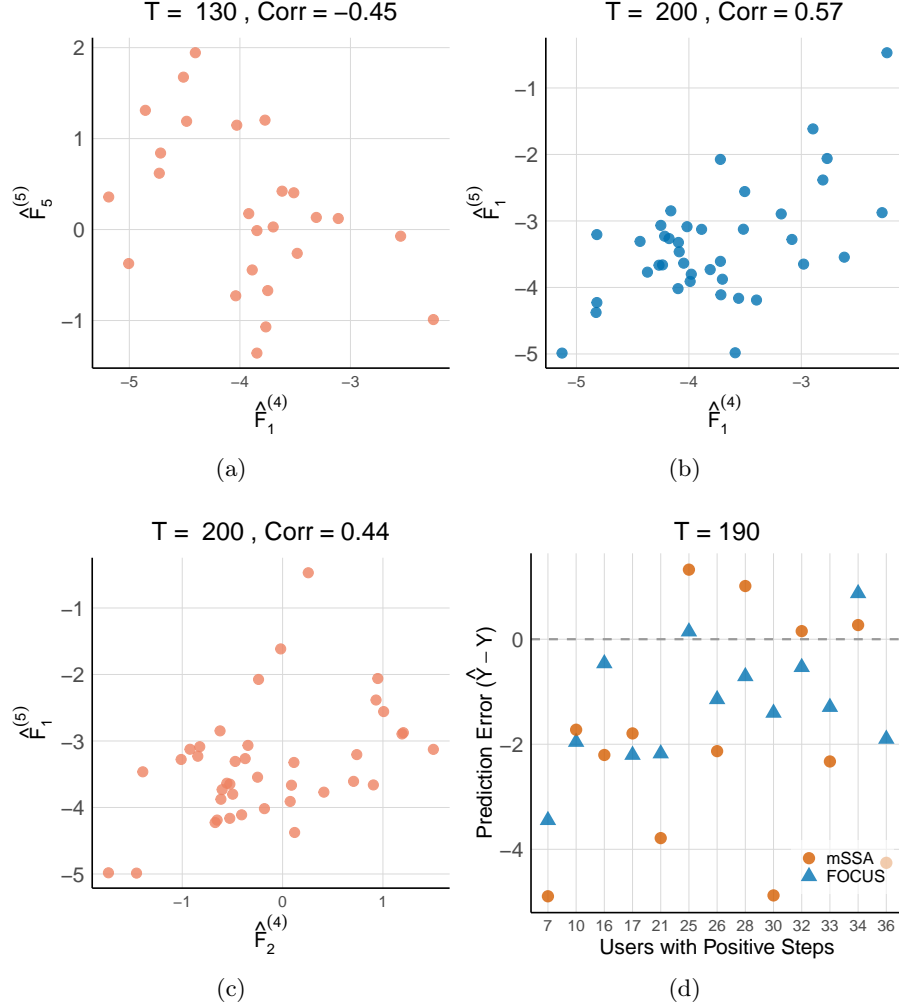 T = 130 , Corr = −0.45
2
1
0
−1
F̂₅⁽⁵⁾
−5
−4
−3
F̂₁⁽⁴⁾
(a)
T = 200 , Corr = 0.57
−1
−2
−3
−4
−5
F̂₁⁽⁵⁾
−5
−4
−3
F̂₁⁽⁴⁾
(b)
T = 200 , Corr = 0.44
−1
−2
−3
−4
−5
F̂₁⁽⁵⁾
−1
0
1
F̂₂⁽⁴⁾
(c)
T = 190
0
−2
−4
Prediction Error (Ŷ − Y)
mSSA
FOCUS
7 10 16 17 21 25 26 28 30 32 33 34 36
Users with Positive Steps
(d)